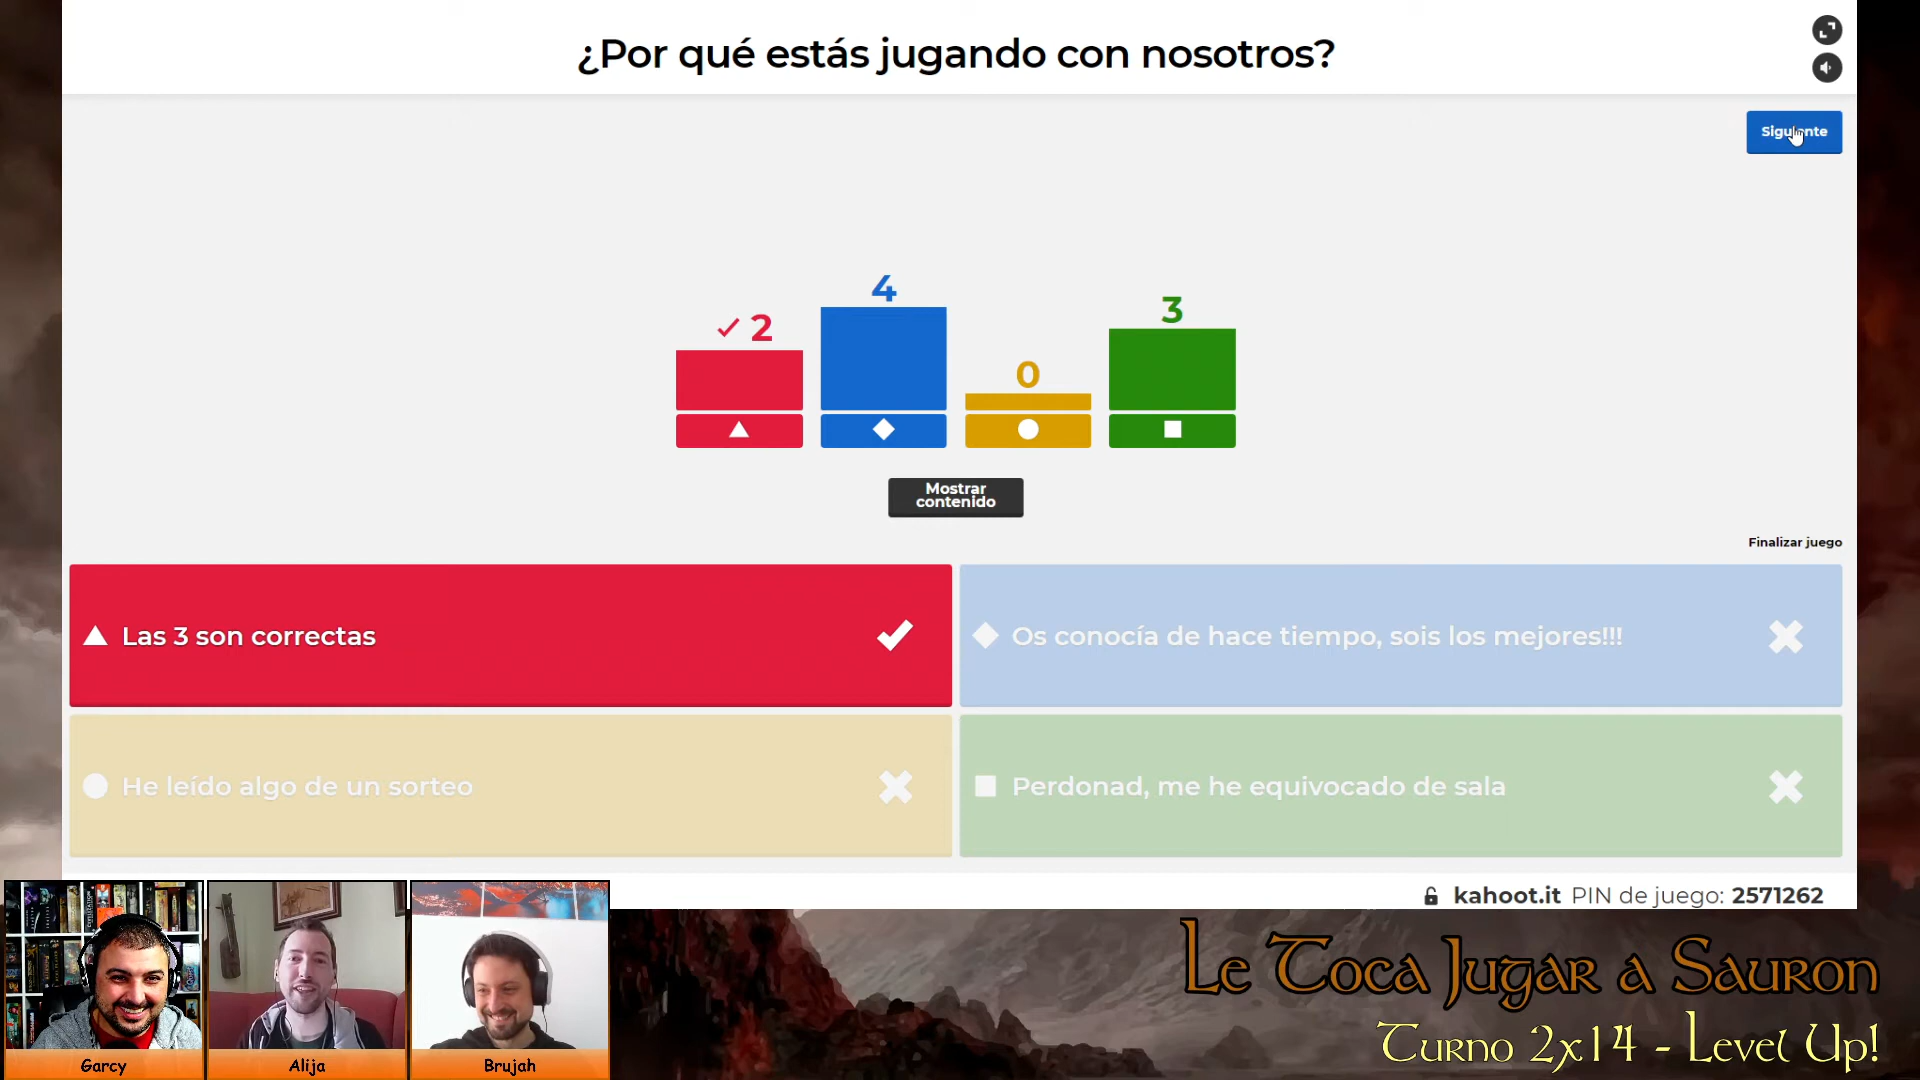 ¿Por qué estás jugando con nosotros?
Siguiente
2
4
0
3
Mostrar
contenido
Finalizar juego
Las 3 son correctas
Os conocía de hace tiempo, sois los mejores!!!
He leído algo de un sorteo
Perdonad, me he equivocado de sala
kahoot.it PIN de juego: 2571262
Le Toca Jugar a Sauron
Turno 2x14 - Level Up!
Garcy
Alija
Brujah